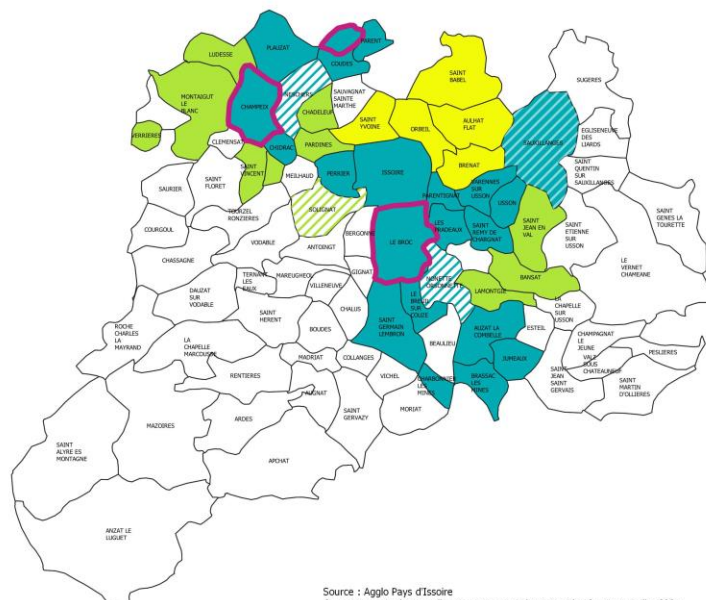 LUDESSE
PLAUZAT
PARENT
COUDES
MONTAIGUT
LE
BLANC
CHAMPEIX
NESCHERS
SAUVAGNAT
SAINTE
MARTHE
CHADELEUF
VERRIERES
CLEMENSAT
CHIDRAC
PARDINES
SAINT
YVOINE
ORBEIL
SAINT
BABEL
AULHAT
FLAT
BRENAT
SUGERES
SAUXILLANGES
EGLISENEUVE
DES
LIARDS
SAINT
QUENTIN
SUR
SAUXILLANGES
SAURIER
SAINT
FLORET
SAINT
VINCENT
MEILHAUD
PERRIER
ISSOIRE
PARENTIGNAT
VARENNES
SUR
USSON
USSON
COURGOUL
TOURZEL
RONZIERES
SOLIGNAT
BERGONNE
LE BROC
LES
PRADEAUX
SAINT
REMY DE
CHARGNAT
SAINT
JEAN EN
VAL
SAINT
ETIENNE
SUR
USSON
SAINT
GENES LA
TOURETTE
CHASSAGNE
VODABLE
ANTOINGT
GIGNAT
NONETTE
ORSONNETTE
BANSAT
LE
VERNET
CHAMEANE
DAUZAT
SUR
VODABLE
TERNANT
LES
EAUX
MAREUGHEOL
VILLENEUVE
CHALUS
LE
BREUIL
SUR
COUZE
LAMONTGIE
LA
CHAPELLE
SUR
USSON
ROCHE
CHARLES
LA
MAYRAND
LA
CHAPELLE
MARCOUSSE
SAINT
HERENT
BOUDES
SAINT
GERMAIN
LEMBRON
BEAULIEU
AUZAT LA
COMBELLE
ESTEIL
CHAMPAGNAT
LE
JEUNE
VALZ
SOUS
CHATEAUNEUF
PESLIERES
RENTIERES
MADRIAT
COLLANGES
VICHEL
CHARBONNIER
LES
MINES
BRASSAC
LES
MINES
JUMEAUX
SAINT
JEAN
SAINT
GERVAIS
SAINT
MARTIN
D'OLLIERES
SAINT
ALYRE ES
MONTAGNE
MAZOIRES
ARDES
AUGNAT
SAINT
GERVAZY
MORIAT
APCHAT
ANZAT LE
LUGUET
Source : Agglo Pays d'Issoire